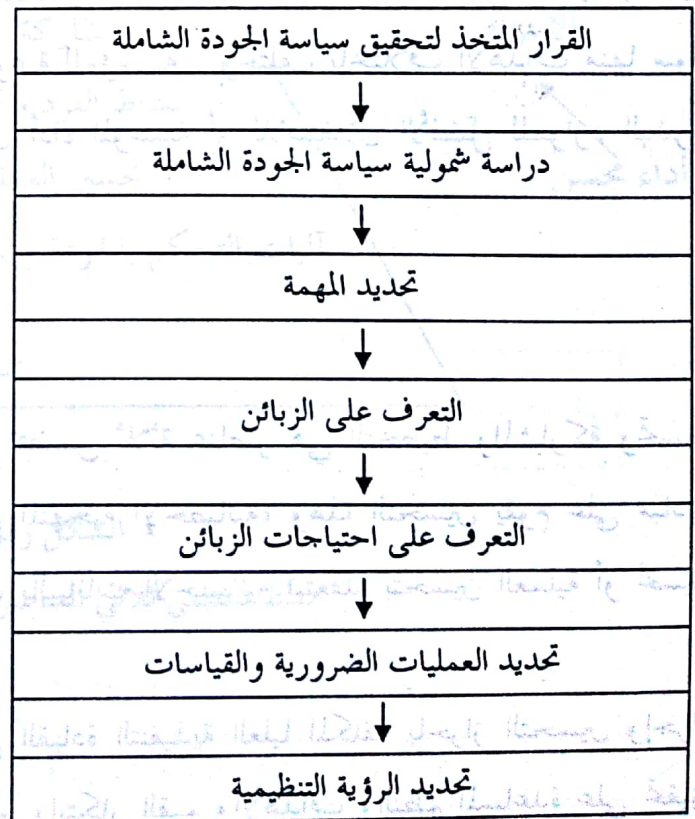 القرار المتخذ لتحقيق سياسة الجودة الشاملة
↓
دراسة شمولية سياسة الجودة الشاملة
↓
تحديد المهمة
↓
التعرف على الزبائن
↓
التعرف على احتياجات الزبائن
↓
تحديد العمليات الضرورية والقياسات
↓
تحديد الرؤية التنظيمية